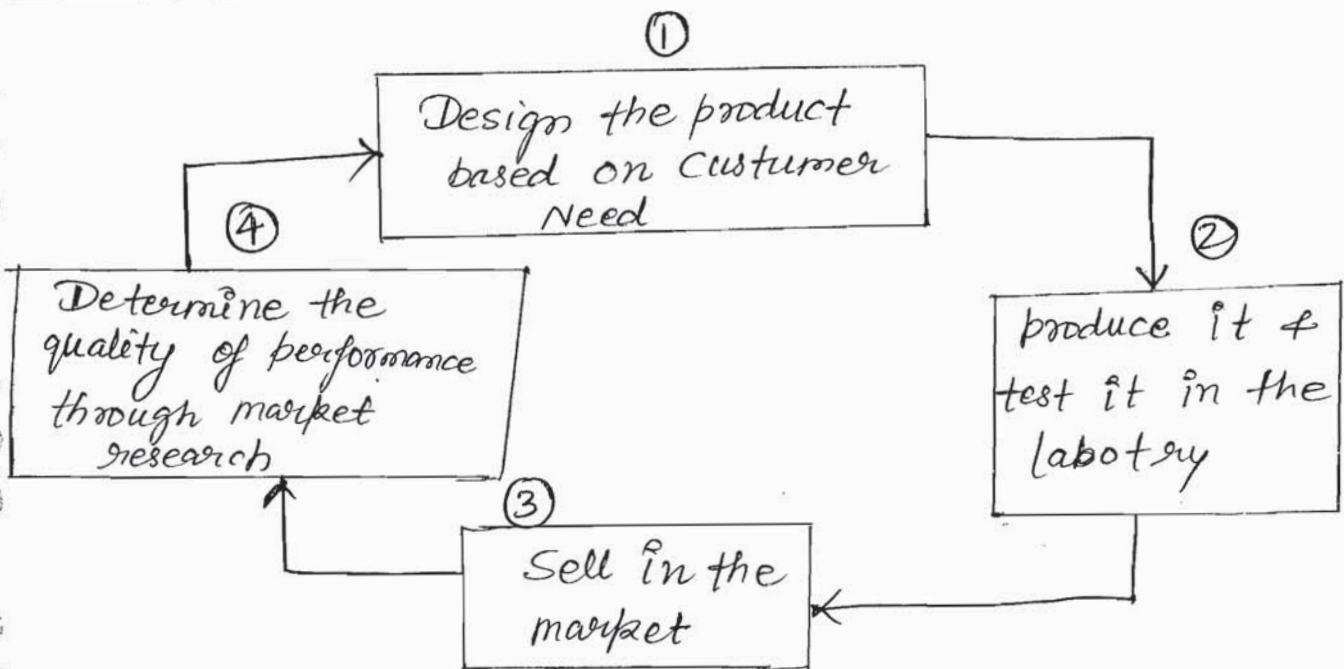 ①
Design the product
based on Custumer
Need
②
produce it &
test it in the
labotry
③
Sell in the
market
④
Determine the
quality of performance
through market
research